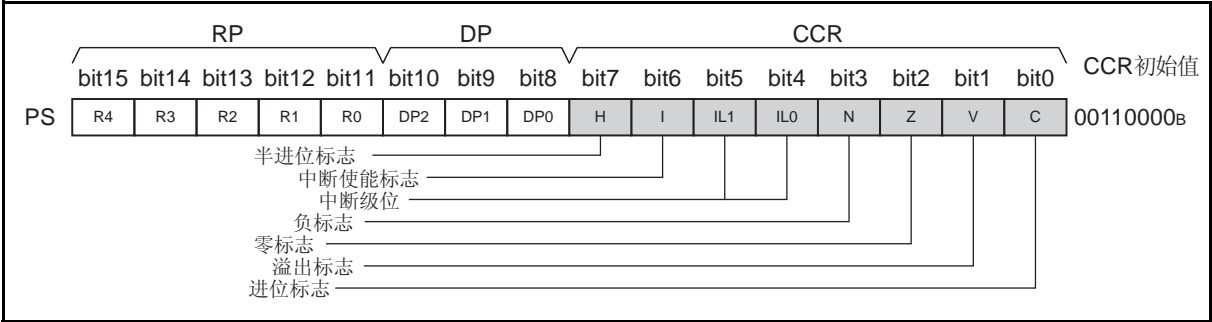 RP DP CCR
bit15 bit14 bit13 bit12 bit11 bit10 bit9 bit8 bit7 bit6 bit5 bit4 bit3 bit2 bit1 bit0 CCR初始值
PS R4 R3 R2 R1 R0 DP2 DP1 DP0 H I IL1 IL0 N Z V C 00110000B
半进位标志
中断使能标志
中断级位
负标志
零标志
溢出标志
进位标志